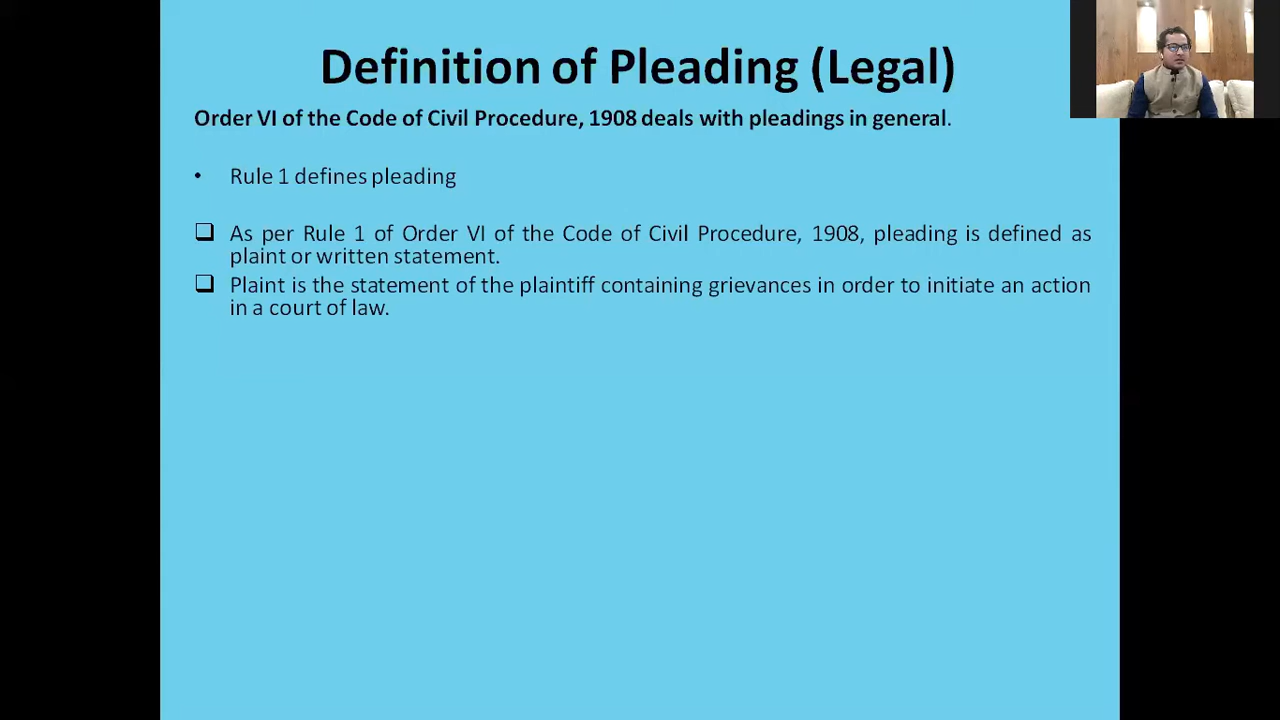 Definition of Pleading (Legal)
Order VI of the Code of Civil Procedure, 1908 deals with pleadings in general.
• Rule 1 defines pleading
❑ As per Rule 1 of Order VI of the Code of Civil Procedure, 1908, pleading is defined as
plaint or written statement.
❑ Plaint is the statement of the plaintiff containing grievances in order to initiate an action
in a court of law.